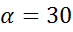 α = 30